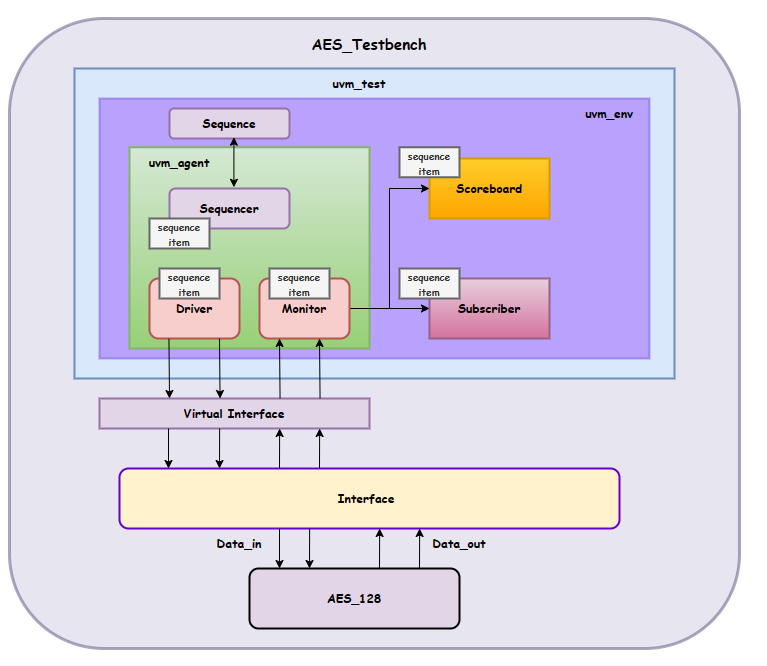 AES_Testbench
uvm_test
uvm_env
Sequence
uvm_agent
Sequencer
sequence
item
sequence
item
Driver
sequence
item
Monitor
sequence
item
Scoreboard
sequence
item
Subscriber
Virtual Interface
Interface
Data_in
Data_out
AES_128